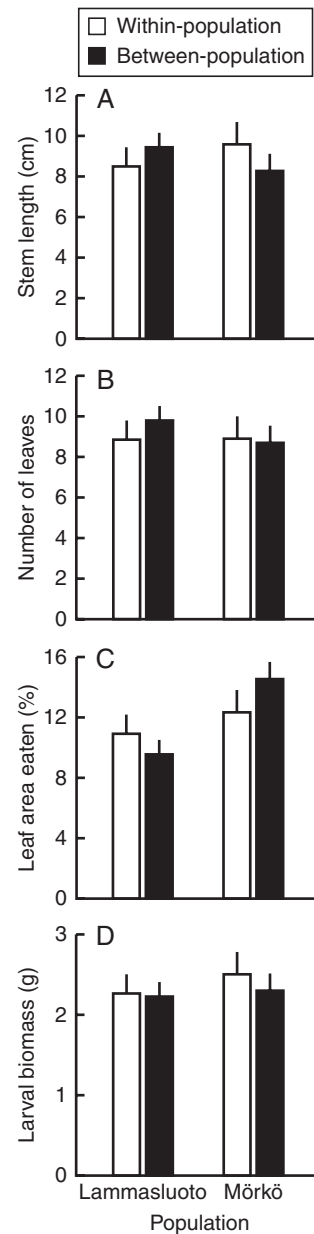 Within-population
Between-population
A
Stem length (cm)
12
10
8
6
4
2
0
B
Number of leaves
12
10
8
6
4
2
0
C
Leaf area eaten (%)
16
12
8
4
0
D
Larval biomass (g)
3
2
1
0
Lammasluoto Mörkö
Population